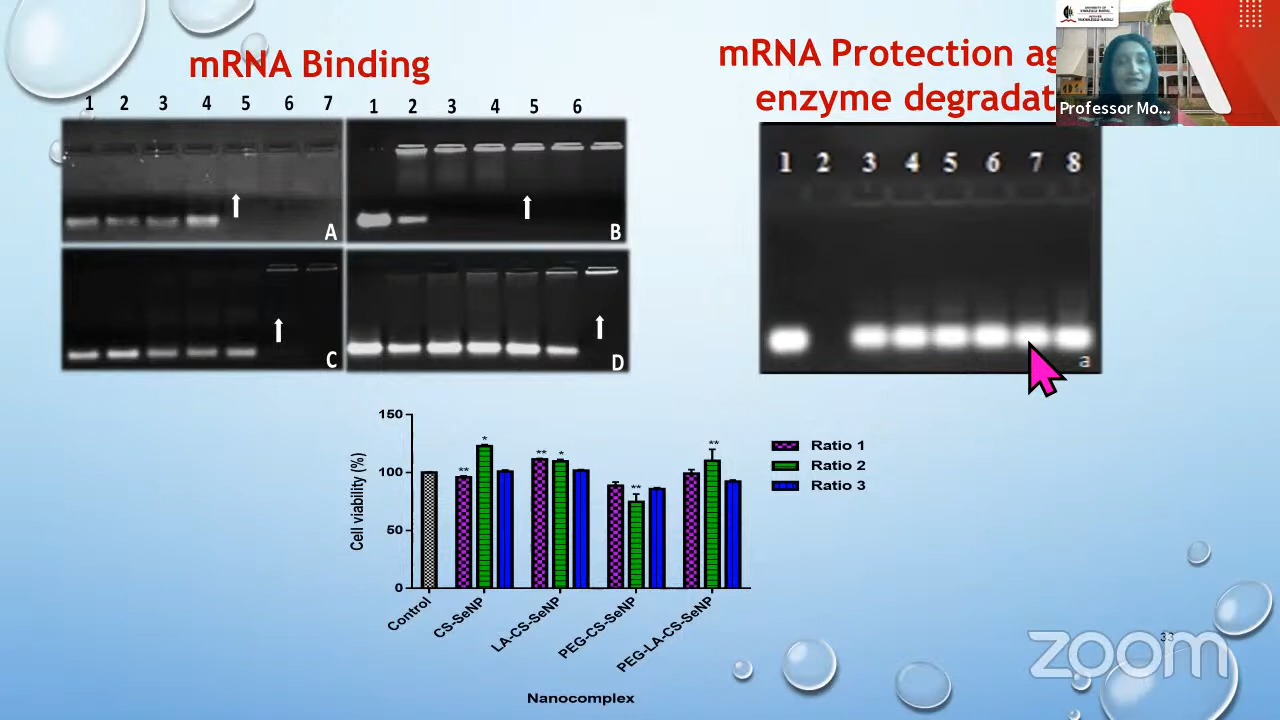 mRNA Binding
1 2 3 4 5 6 7
1 2 3 4 5 6
A
B
C
D
mRNA Protection ag
enzyme degradat
Professor Mo...
1 2 3 4 5 6 7 8
a
Cell viability (%)
150
100
50
0
** * ** * ** **
Control
CS-SeNP
LA-CS-SeNP
PEG-CS-SeNP
PEG-LA-CS-SeNP
Nanocomplex
Ratio 1
Ratio 2
Ratio 3
zoom